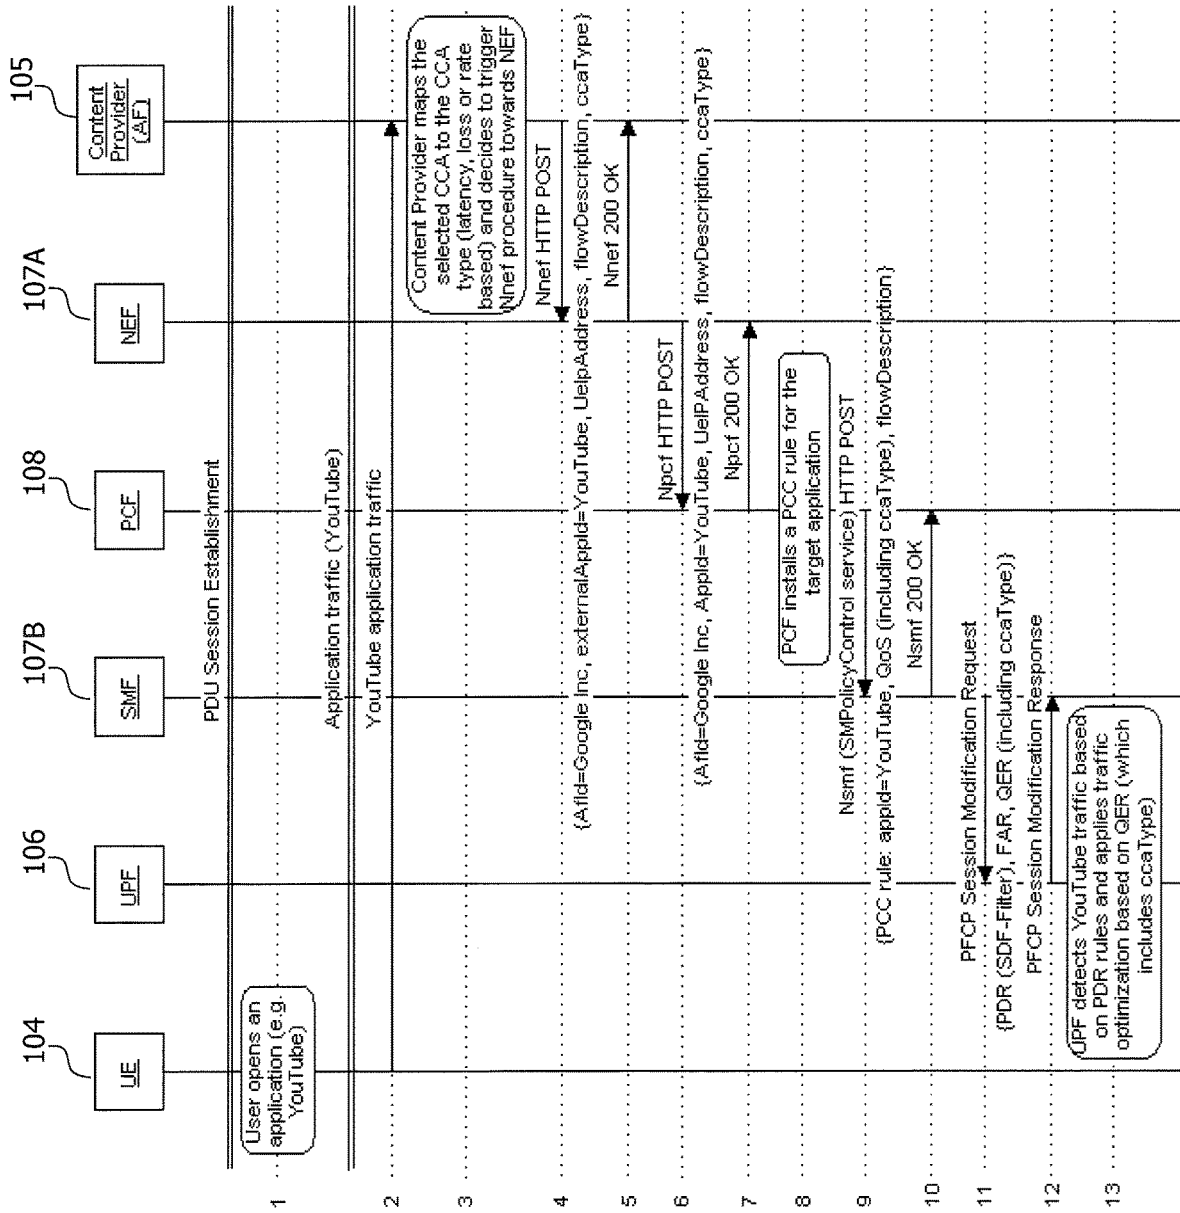 104
106
107B
108
107A
105
UE
UPF
SMF
PCF
NEF
Content
Provider
(AF)
PDU Session Establishment
1
User opens an
application (e.g.
YouTube)
Application traffic (YouTube)
2
YouTube application traffic
3
Content Provider maps the
selected CCA to the CCA
type (latency, loss or rate
based) and decides to trigger
Nnef procedure towards NEF
4
Nnef HTTP POST
{AfId=Google Inc, externalAppId=YouTube, UeIpAddress, flowDescription, ccaType}
5
Nnef 200 OK
6
Npcf HTTP POST
{AfId=Google Inc, AppId=YouTube, UeIPAddress, flowDescription, ccaType}
7
Npcf 200 OK
8
PCF installs a PCC rule for the
target application
9
Nsmf (SMPolicyControl service) HTTP POST
{PCC rule: appId=YouTube, QoS (including ccaType), flowDescription}
10
Nsmf 200 OK
11
PFCP Session Modification Request
{PDR (SDF-Filter), FAR, QER (including ccaType)}
12
PFCP Session Modification Response
13
UPF detects YouTube traffic based
on PDR rules and applies traffic
optimization based on QER (which
includes ccaType)